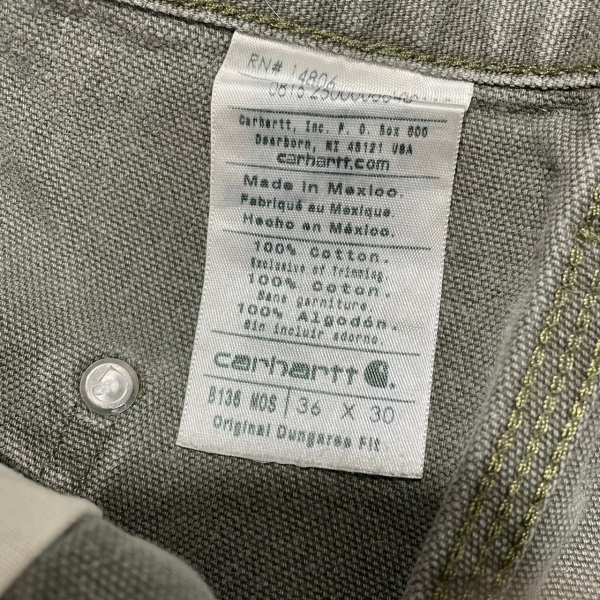 RN# 14806
Carhartt, Inc. P. O. Box 600
Dearborn, MI 48121 USA
carhartt.com
Made in Mexico.
Fabriqué au Mexique.
Hecho en México.
100% Cotton.
Exclusive of Trimming.
100% Coton.
Sans garniture.
100% Algodón.
Sin incluir adorno.
carhartt
B136 MOS 36 X 30
Original Dungaree Fit